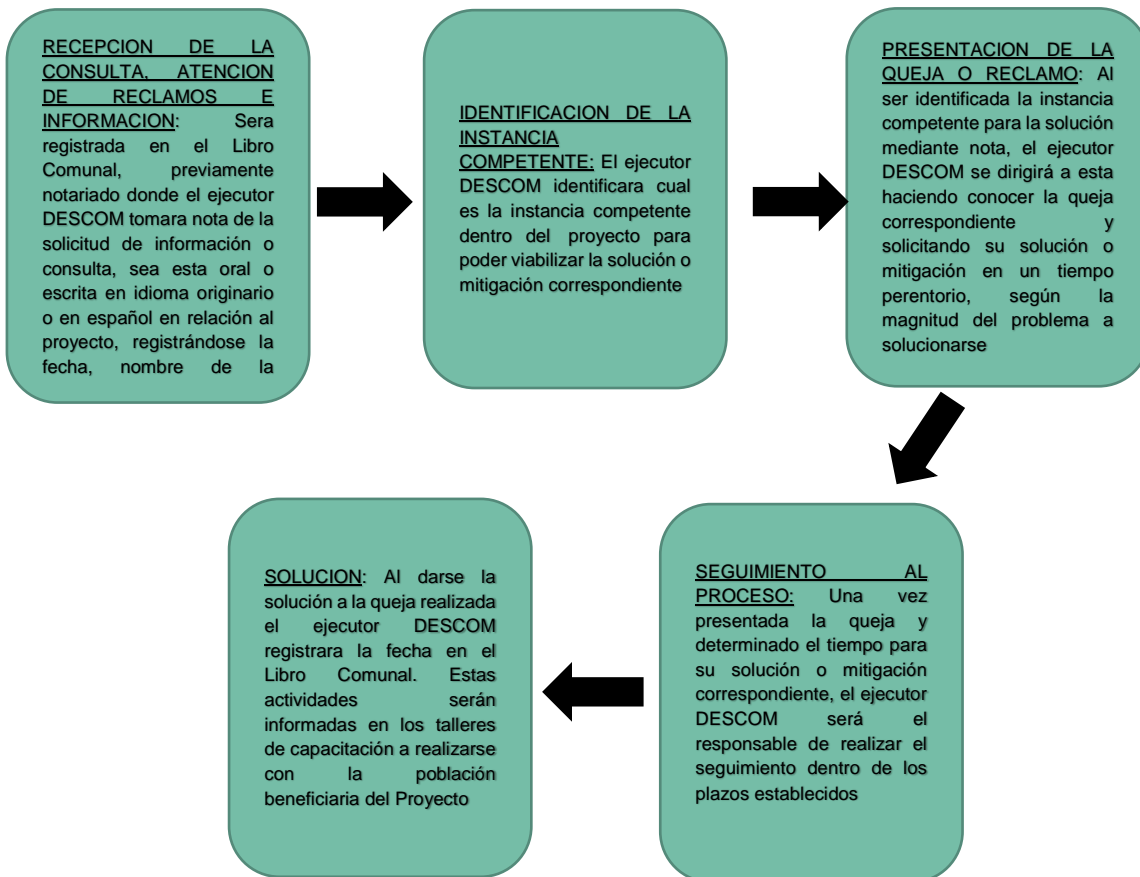 RECEPCION DE LA
CONSULTA, ATENCION
DE RECLAMOS E
INFORMACION: Sera
registrada en el Libro
Comunal, previamente
notariado donde el ejecutor
DESCOM tomara nota de la
solicitud de información o
consulta, sea esta oral o
escrita en idioma originario
o en español en relación al
proyecto, registrándose la
fecha, nombre de la
IDENTIFICACION DE LA
INSTANCIA
COMPETENTE: El ejecutor
DESCOM identificara cual
es la instancia competente
dentro del proyecto para
poder viabilizar la solución o
mitigación correspondiente
PRESENTACION DE LA
QUEJA O RECLAMO: Al
ser identificada la instancia
competente para la solución
mediante nota, el ejecutor
DESCOM se dirigirá a esta
haciendo conocer la queja
correspondiente y
solicitando su solución o
mitigación en un tiempo
perentorio, según la
magnitud del problema a
solucionarse
SEGUIMIENTO AL
PROCESO: Una vez
presentada la queja y
determinado el tiempo para
su solución o mitigación
correspondiente, el ejecutor
DESCOM será el
responsable de realizar el
seguimiento dentro de los
plazos establecidos
SOLUCION: Al darse la
solución a la queja realizada
el ejecutor DESCOM
registrara la fecha en el
Libro Comunal. Estas
actividades serán
informadas en los talleres
de capacitación a realizarse
con la población
beneficiaria del Proyecto